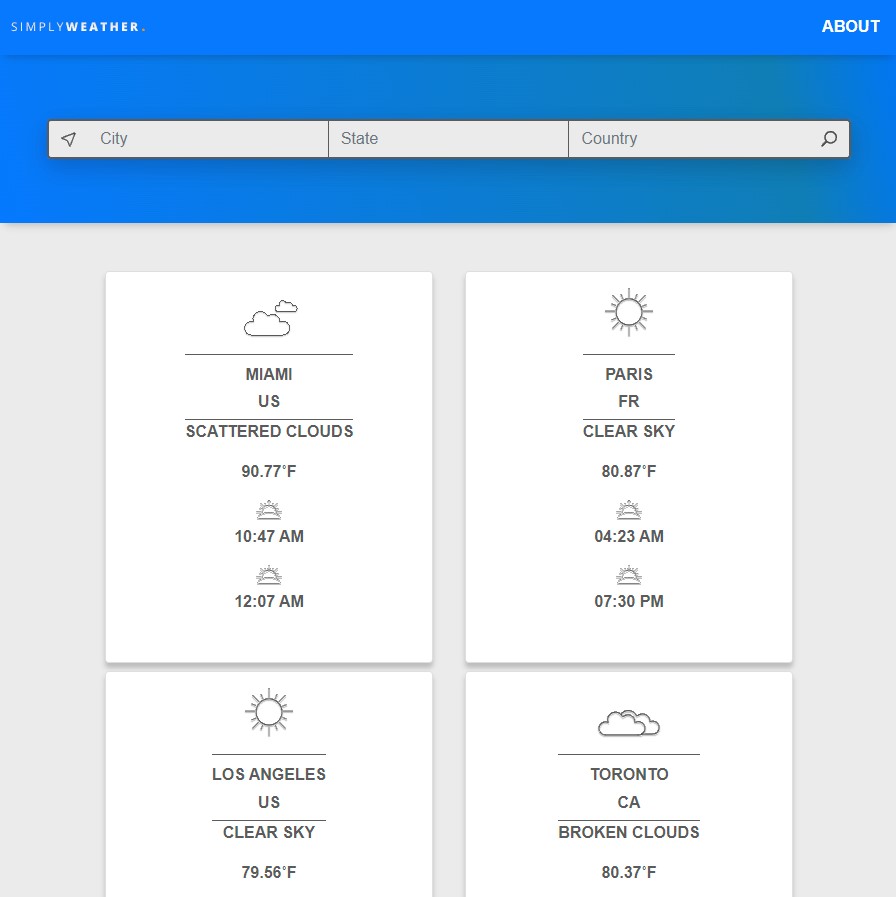 SIMPLYWEATHER.
ABOUT
City
State
Country
MIAMI
US
SCATTERED CLOUDS
90.77°F
10:47 AM
12:07 AM
PARIS
FR
CLEAR SKY
80.87°F
04:23 AM
07:30 PM
LOS ANGELES
US
CLEAR SKY
79.56°F
TORONTO
CA
BROKEN CLOUDS
80.37°F